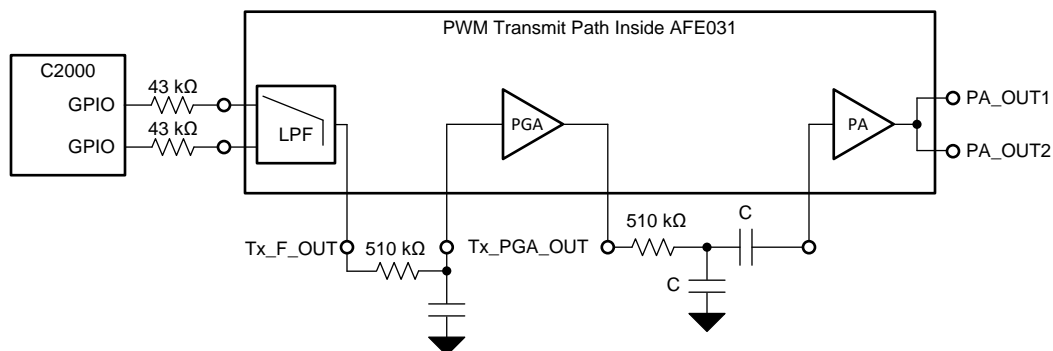 PWM Transmit Path Inside AFE031
C2000
GPIO
43 kΩ
GPIO
43 kΩ
LPF
PGA
PA
PA_OUT1
PA_OUT2
Tx_F_OUT
510 kΩ
Tx_PGA_OUT
510 kΩ
C
C